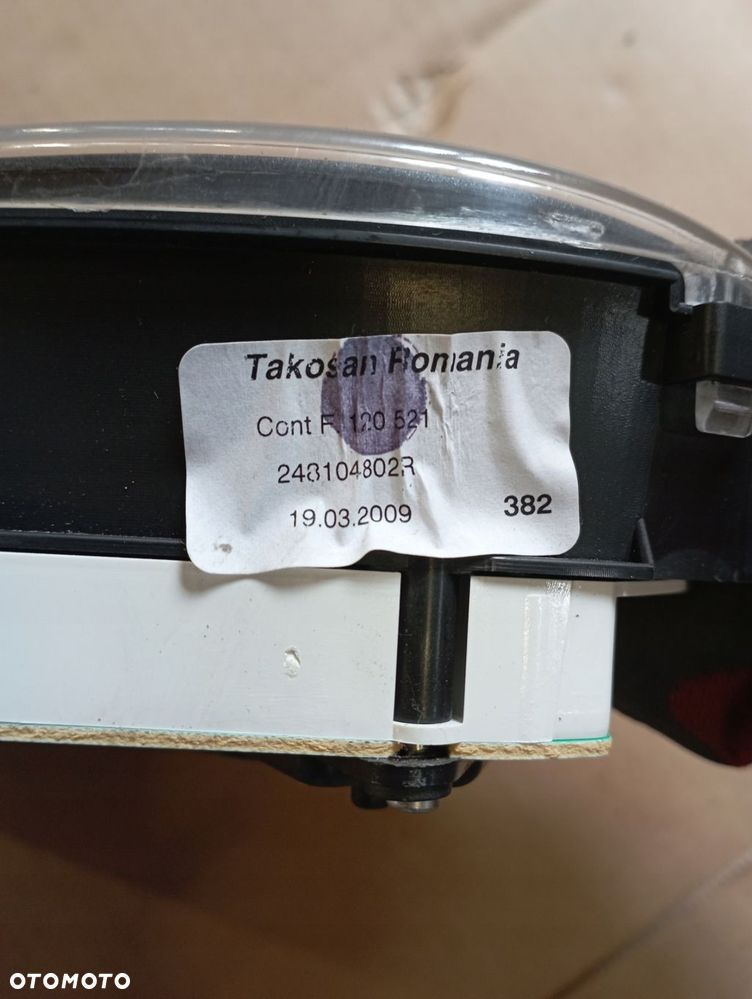 Takosan Romania
Cont F. 120 521
248104802R
19.03.2009 382
OTOMOTO